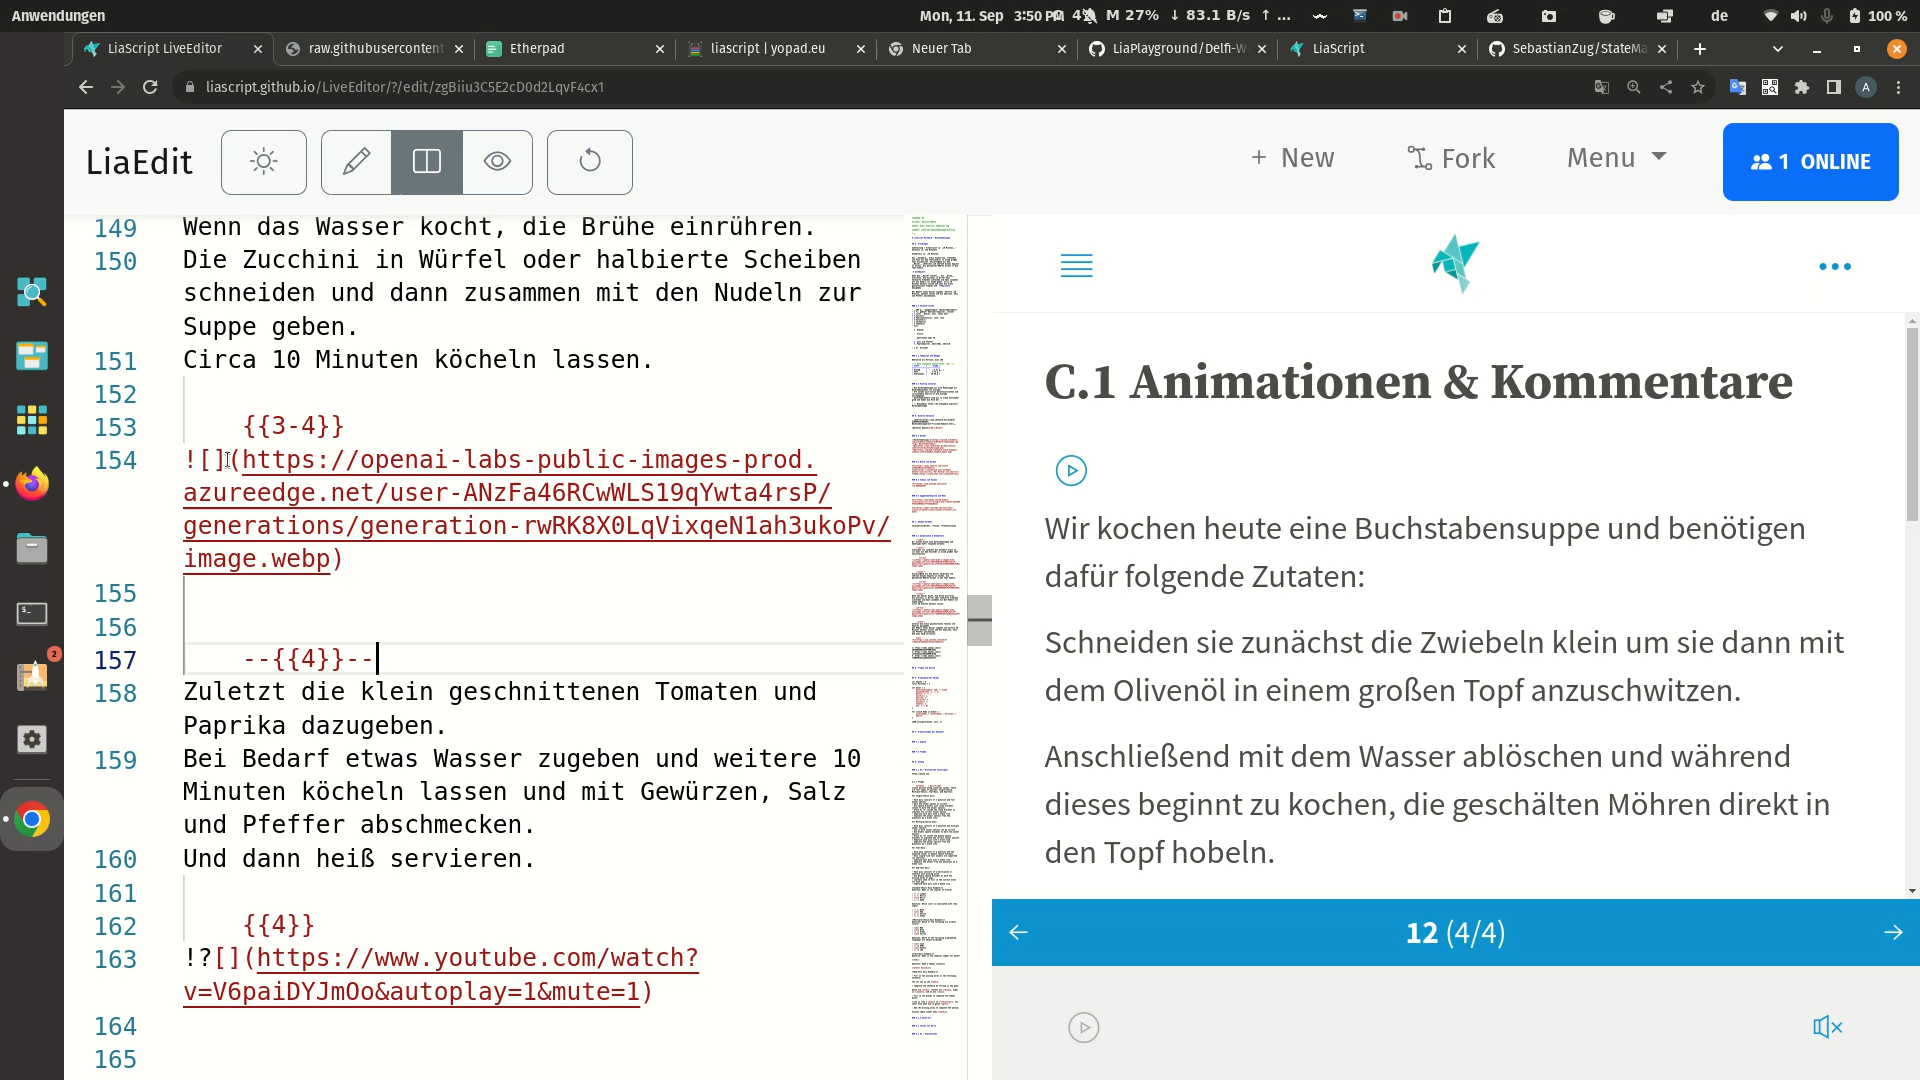 Anwendungen
Mon, 11. Sep 3:50 PM
M 27% ↓ 83.1 B/s ↑ ...
de
100 %
LiaScript LiveEditor
raw.githubusercontent
Etherpad
liascript | yopad.eu
Neuer Tab
LiaPlayground/Delfi-W
LiaScript
SebastianZug/StateMa
liascript.github.io/LiveEditor/?/edit/zgBiiu3C5E2cD0d2LqvF4cx1
A
LiaEdit
+ New
Fork
Menu
1 ONLINE
149 Wenn das Wasser kocht, die Brühe einrühren.
150 Die Zucchini in Würfel oder halbierte Scheiben
schneiden und dann zusammen mit den Nudeln zur
Suppe geben.
151 Circa 10 Minuten köcheln lassen.
152
153 {{3-4}}
154 ![](https://openai-labs-public-images-prod.
azureedge.net/user-ANzFa46RCwWLS19qYwta4rsP/
generations/generation-rwRK8X0LqVixqeN1ah3ukoPv/
image.webp)
155
156
157 --{{4}}--
158 Zuletzt die klein geschnittenen Tomaten und
Paprika dazugeben.
159 Bei Bedarf etwas Wasser zugeben und weitere 10
Minuten köcheln lassen und mit Gewürzen, Salz
und Pfeffer abschmecken.
160 Und dann heiß servieren.
161
162 {{4}}
163 !?[](https://www.youtube.com/watch?
v=V6paiDYJmOo&autoplay=1&mute=1)
164
165
C.1 Animationen & Kommentare
Wir kochen heute eine Buchstabensuppe und benötigen
dafür folgende Zutaten:
Schneiden sie zunächst die Zwiebeln klein um sie dann mit
dem Olivenöl in einem großen Topf anzuschwitzen.
Anschließend mit dem Wasser ablöschen und während
dieses beginnt zu kochen, die geschälten Möhren direkt in
den Topf hobeln.
12 (4/4)
2